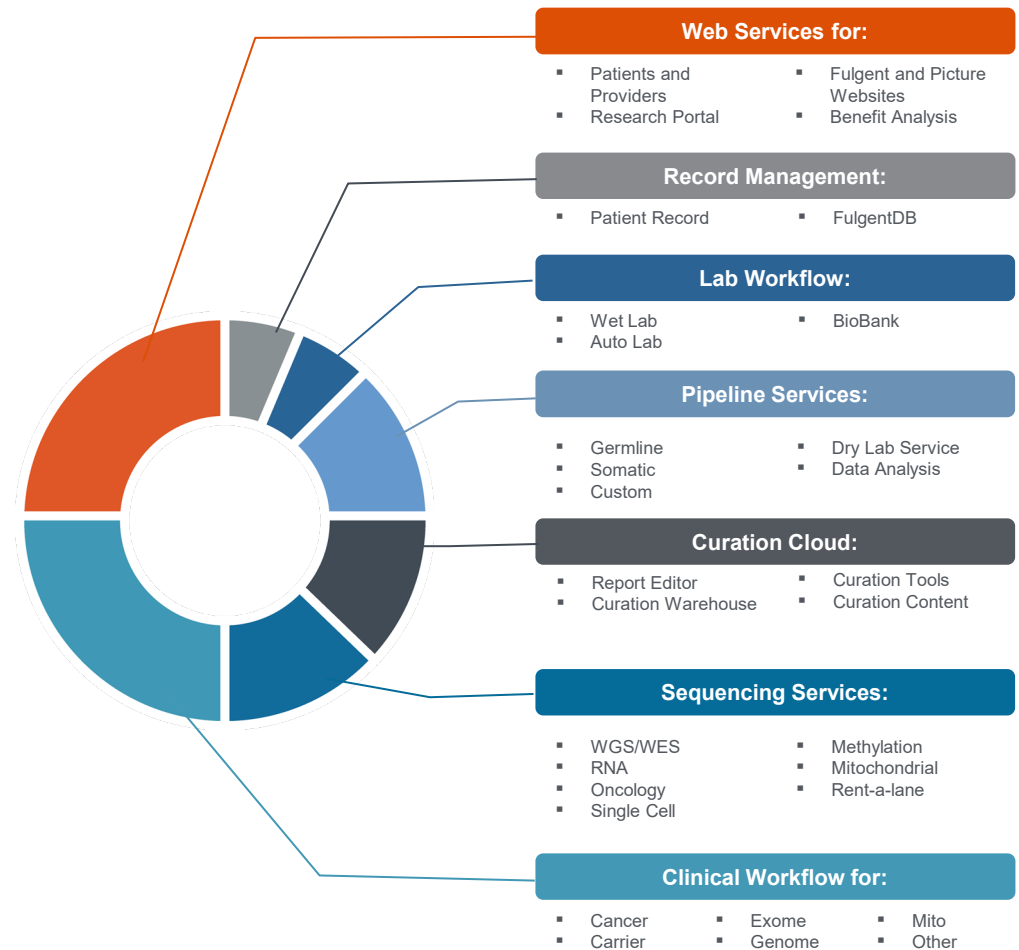 Web Services for:
▪ Patients and
Providers
▪ Research Portal
▪ Fulgent and Picture
Websites
▪ Benefit Analysis
Record Management:
▪ Patient Record
▪ FulgentDB
Lab Workflow:
▪ Wet Lab
▪ Auto Lab
▪ BioBank
Pipeline Services:
▪ Germline
▪ Somatic
▪ Custom
▪ Dry Lab Service
▪ Data Analysis
Curation Cloud:
▪ Report Editor
▪ Curation Warehouse
▪ Curation Tools
▪ Curation Content
Sequencing Services:
▪ WGS/WES
▪ RNA
▪ Oncology
▪ Single Cell
▪ Methylation
▪ Mitochondrial
▪ Rent-a-lane
Clinical Workflow for:
▪ Cancer
▪ Carrier
▪ Exome
▪ Genome
▪ Mito
▪ Other